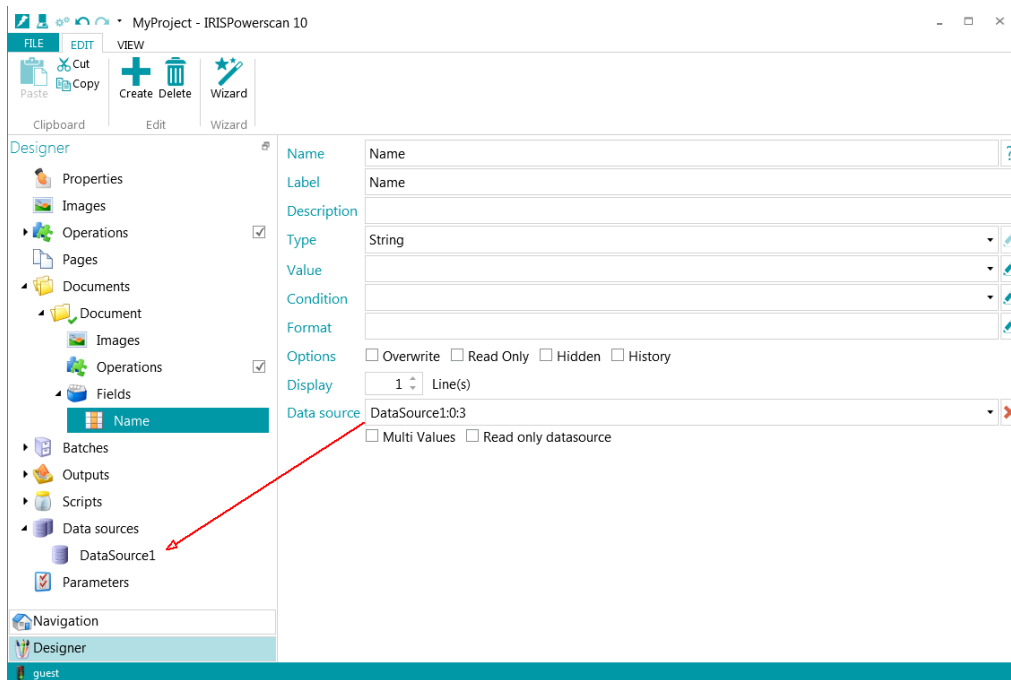 MyProject - IRISPowerscan 10
FILE EDIT VIEW
Paste Cut Copy Create Delete Wizard
Clipboard Edit Wizard
Designer
Properties
Images
Operations
Pages
Documents
Document
Images
Operations
Fields
Name
Batches
Outputs
Scripts
Data sources
DataSource1
Parameters
Navigation
Designer
guest
Name Name ?
Label Name
Description
Type String
Value
Condition
Format
Options Overwrite Read Only Hidden History
Display 1 Line(s)
Data source DataSource1:0:3
Multi Values Read only datasource